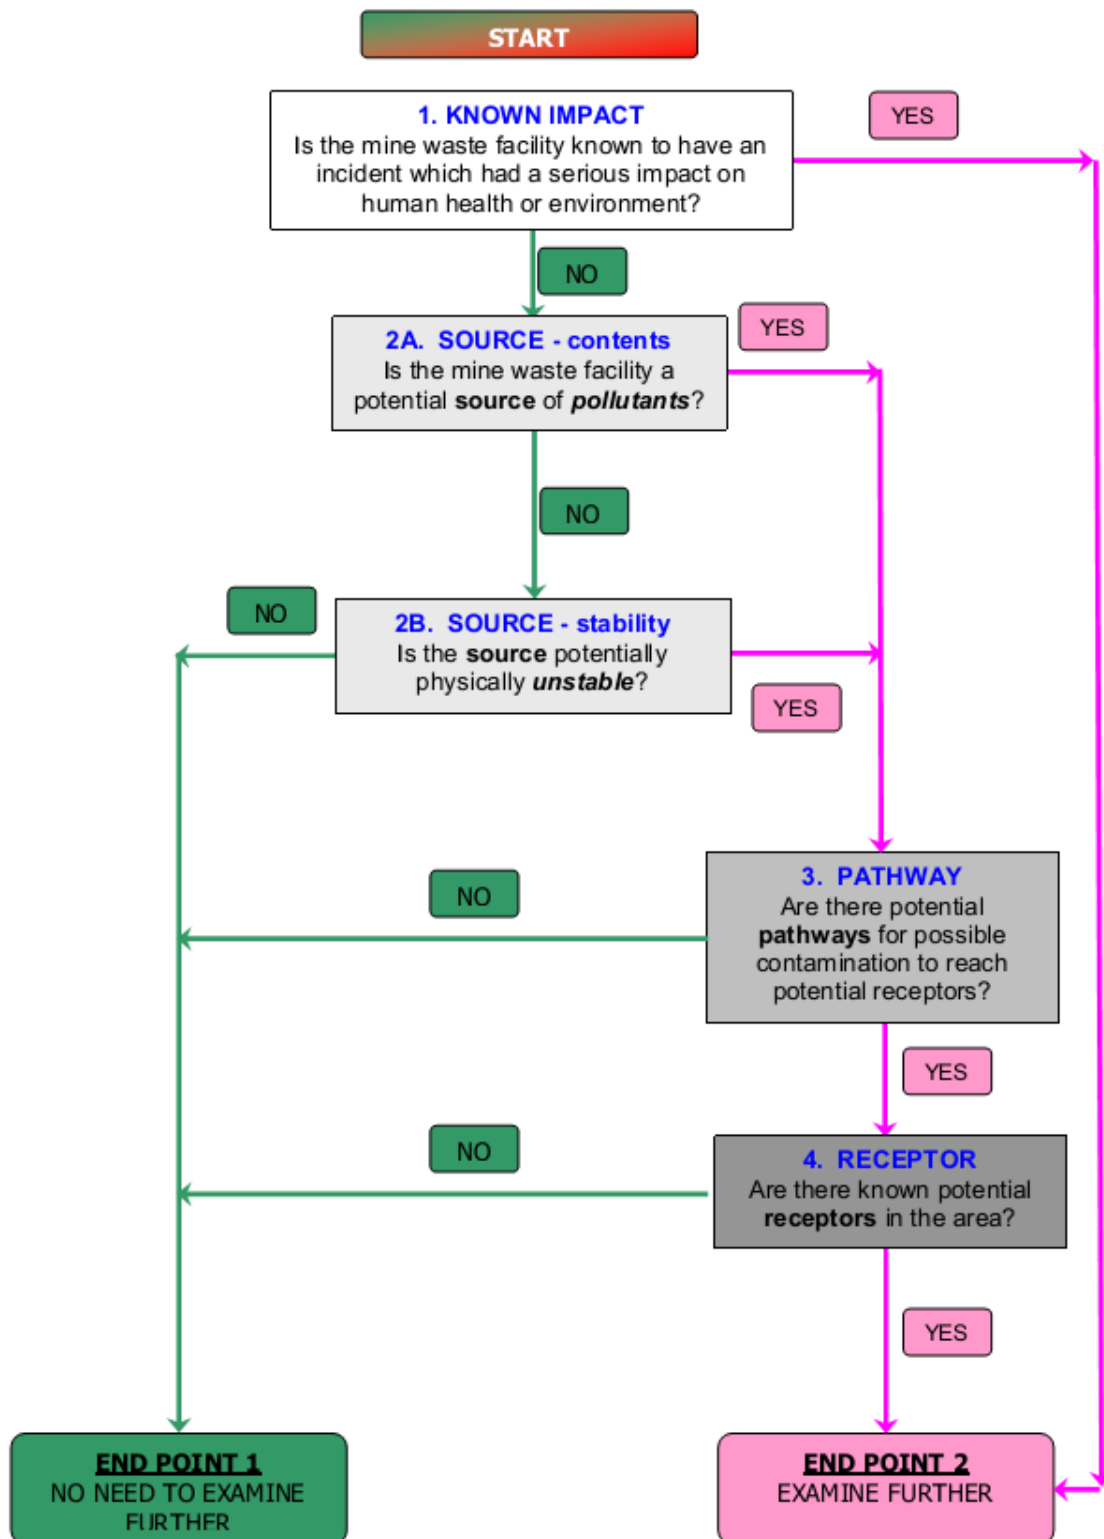 START
1. KNOWN IMPACT
Is the mine waste facility known to have an
incident which had a serious impact on
human health or environment?
YES
NO
2A. SOURCE - contents
Is the mine waste facility a
potential source of pollutants?
YES
NO
NO
2B. SOURCE - stability
Is the source potentially
physically unstable?
YES
3. PATHWAY
Are there potential
pathways for possible
contamination to reach
potential receptors?
NO
YES
4. RECEPTOR
Are there known potential
receptors in the area?
NO
YES
END POINT 1
NO NEED TO EXAMINE
FURTHER
END POINT 2
EXAMINE FURTHER